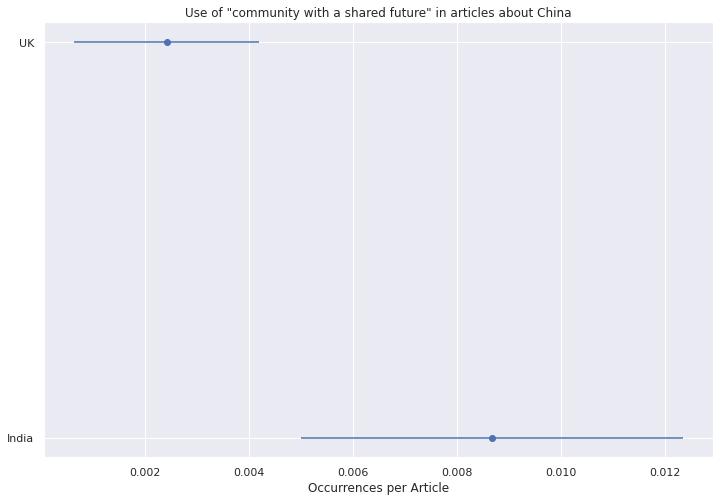 Use of "community with a shared future" in articles about China
UK
India
0.002 0.004 0.006 0.008 0.010 0.012
Occurrences per Article